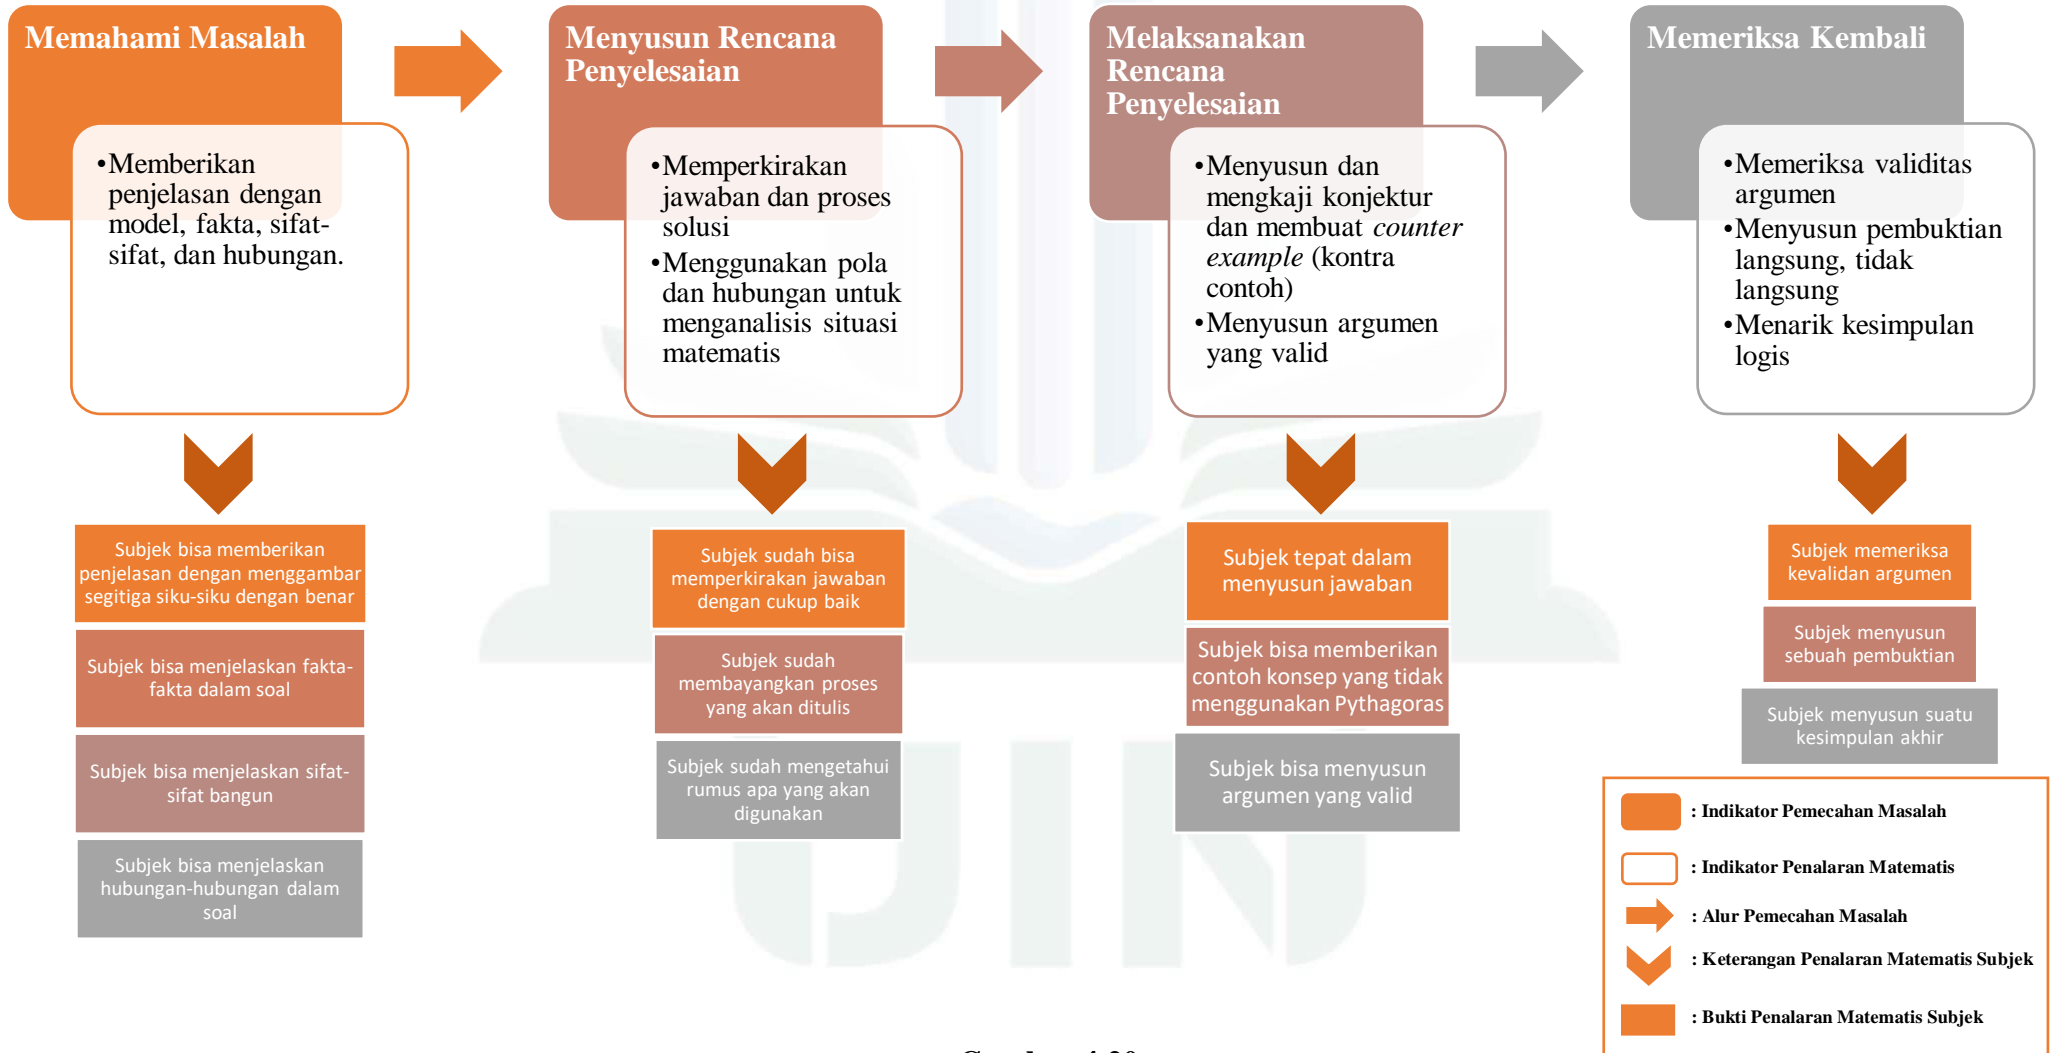 Memahami Masalah
•Memberikan
penjelasan dengan
model, fakta, sifat-
sifat, dan hubungan.
Subjek bisa memberikan
penjelasan dengan menggambar
segitiga siku-siku dengan benar
Subjek bisa menjelaskan fakta-
fakta dalam soal
Subjek bisa menjelaskan sifat-
sifat bangun
Subjek bisa menjelaskan
hubungan-hubungan dalam
soal
Menyusun Rencana
Penyelesaian
•Memperkirakan
jawaban dan proses
solusi
•Menggunakan pola
dan hubungan untuk
menganalisis situasi
matematis
Subjek sudah bisa
memperkirakan jawaban
dengan cukup baik
Subjek sudah
membayangkan proses
yang akan ditulis
Subjek sudah mengetahui
rumus apa yang akan
digunakan
Melaksanakan
Rencana
Penyelesaian
•Menyusun dan
mengkaji konjektur
dan membuat counter
example (kontra
contoh)
•Menyusun argumen
yang valid
Subjek tepat dalam
menyusun jawaban
Subjek bisa memberikan
contoh konsep yang tidak
menggunakan Pythagoras
Subjek bisa menyusun
argumen yang valid
Memeriksa Kembali
•Memeriksa validitas
argumen
•Menyusun pembuktian
langsung, tidak
langsung
•Menarik kesimpulan
logis
Subjek memeriksa
kevalidan argumen
Subjek menyusun
sebuah pembuktian
Subjek menyusun suatu
kesimpulan akhir
: Indikator Pemecahan Masalah
: Indikator Penalaran Matematis
: Alur Pemecahan Masalah
: Keterangan Penalaran Matematis Subjek
: Bukti Penalaran Matematis Subjek
UIN